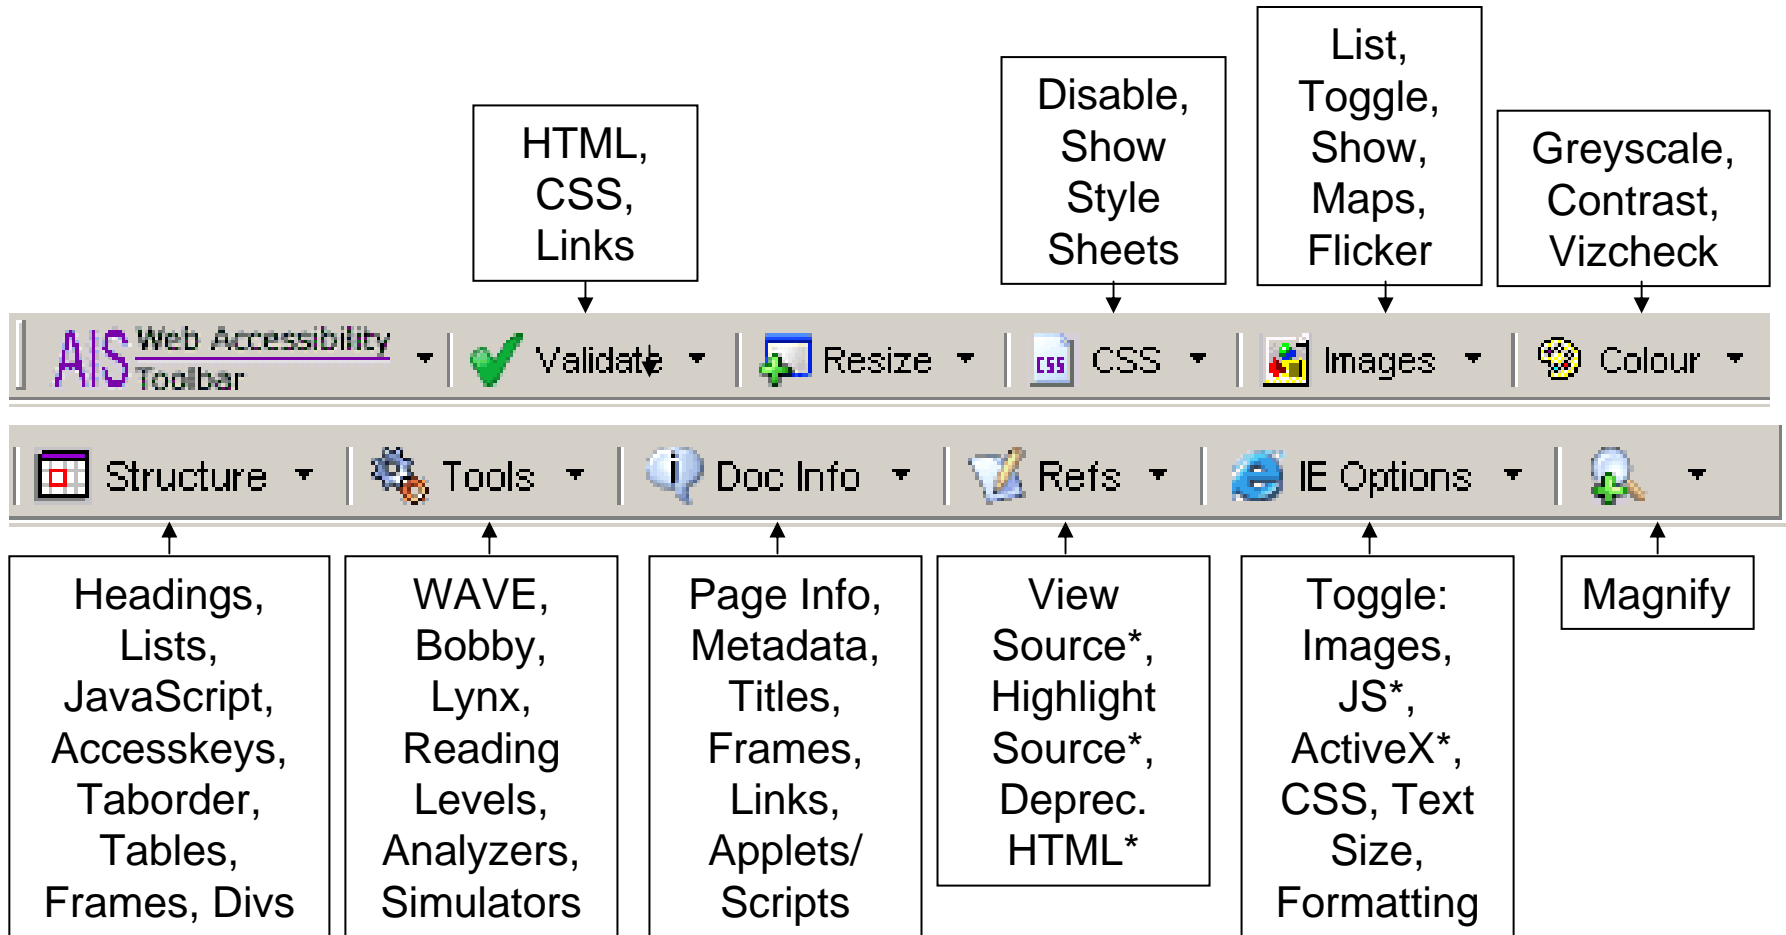 HTML,
CSS,
Links
Disable,
Show
Style
Sheets
List,
Toggle,
Show,
Maps,
Flicker
Greyscale,
Contrast,
Vizcheck
AIS Web Accessibility
Toolbar
Validate
Resize
CSS
CSS
Images
Colour
Structure
Tools
Doc Info
Refs
IE Options
Headings,
Lists,
JavaScript,
Accesskeys,
Taborder,
Tables,
Frames, Divs
WAVE,
Bobby,
Lynx,
Reading
Levels,
Analyzers,
Simulators
Page Info,
Metadata,
Titles,
Frames,
Links,
Applets/
Scripts
View
Source*,
Highlight
Source*,
Deprec.
HTML*
Toggle:
Images,
JS*,
ActiveX*,
CSS, Text
Size,
Formatting
Magnify